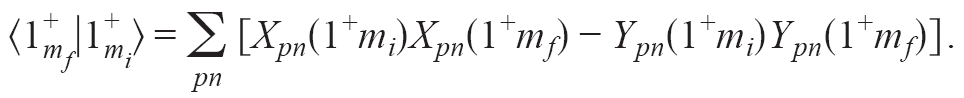 ⟨1⁺_{m_f}|1⁺_{m_i}⟩ = ∑_{pn} [X_{pn}(1⁺m_i)X_{pn}(1⁺m_f) − Y_{pn}(1⁺m_i)Y_{pn}(1⁺m_f)].